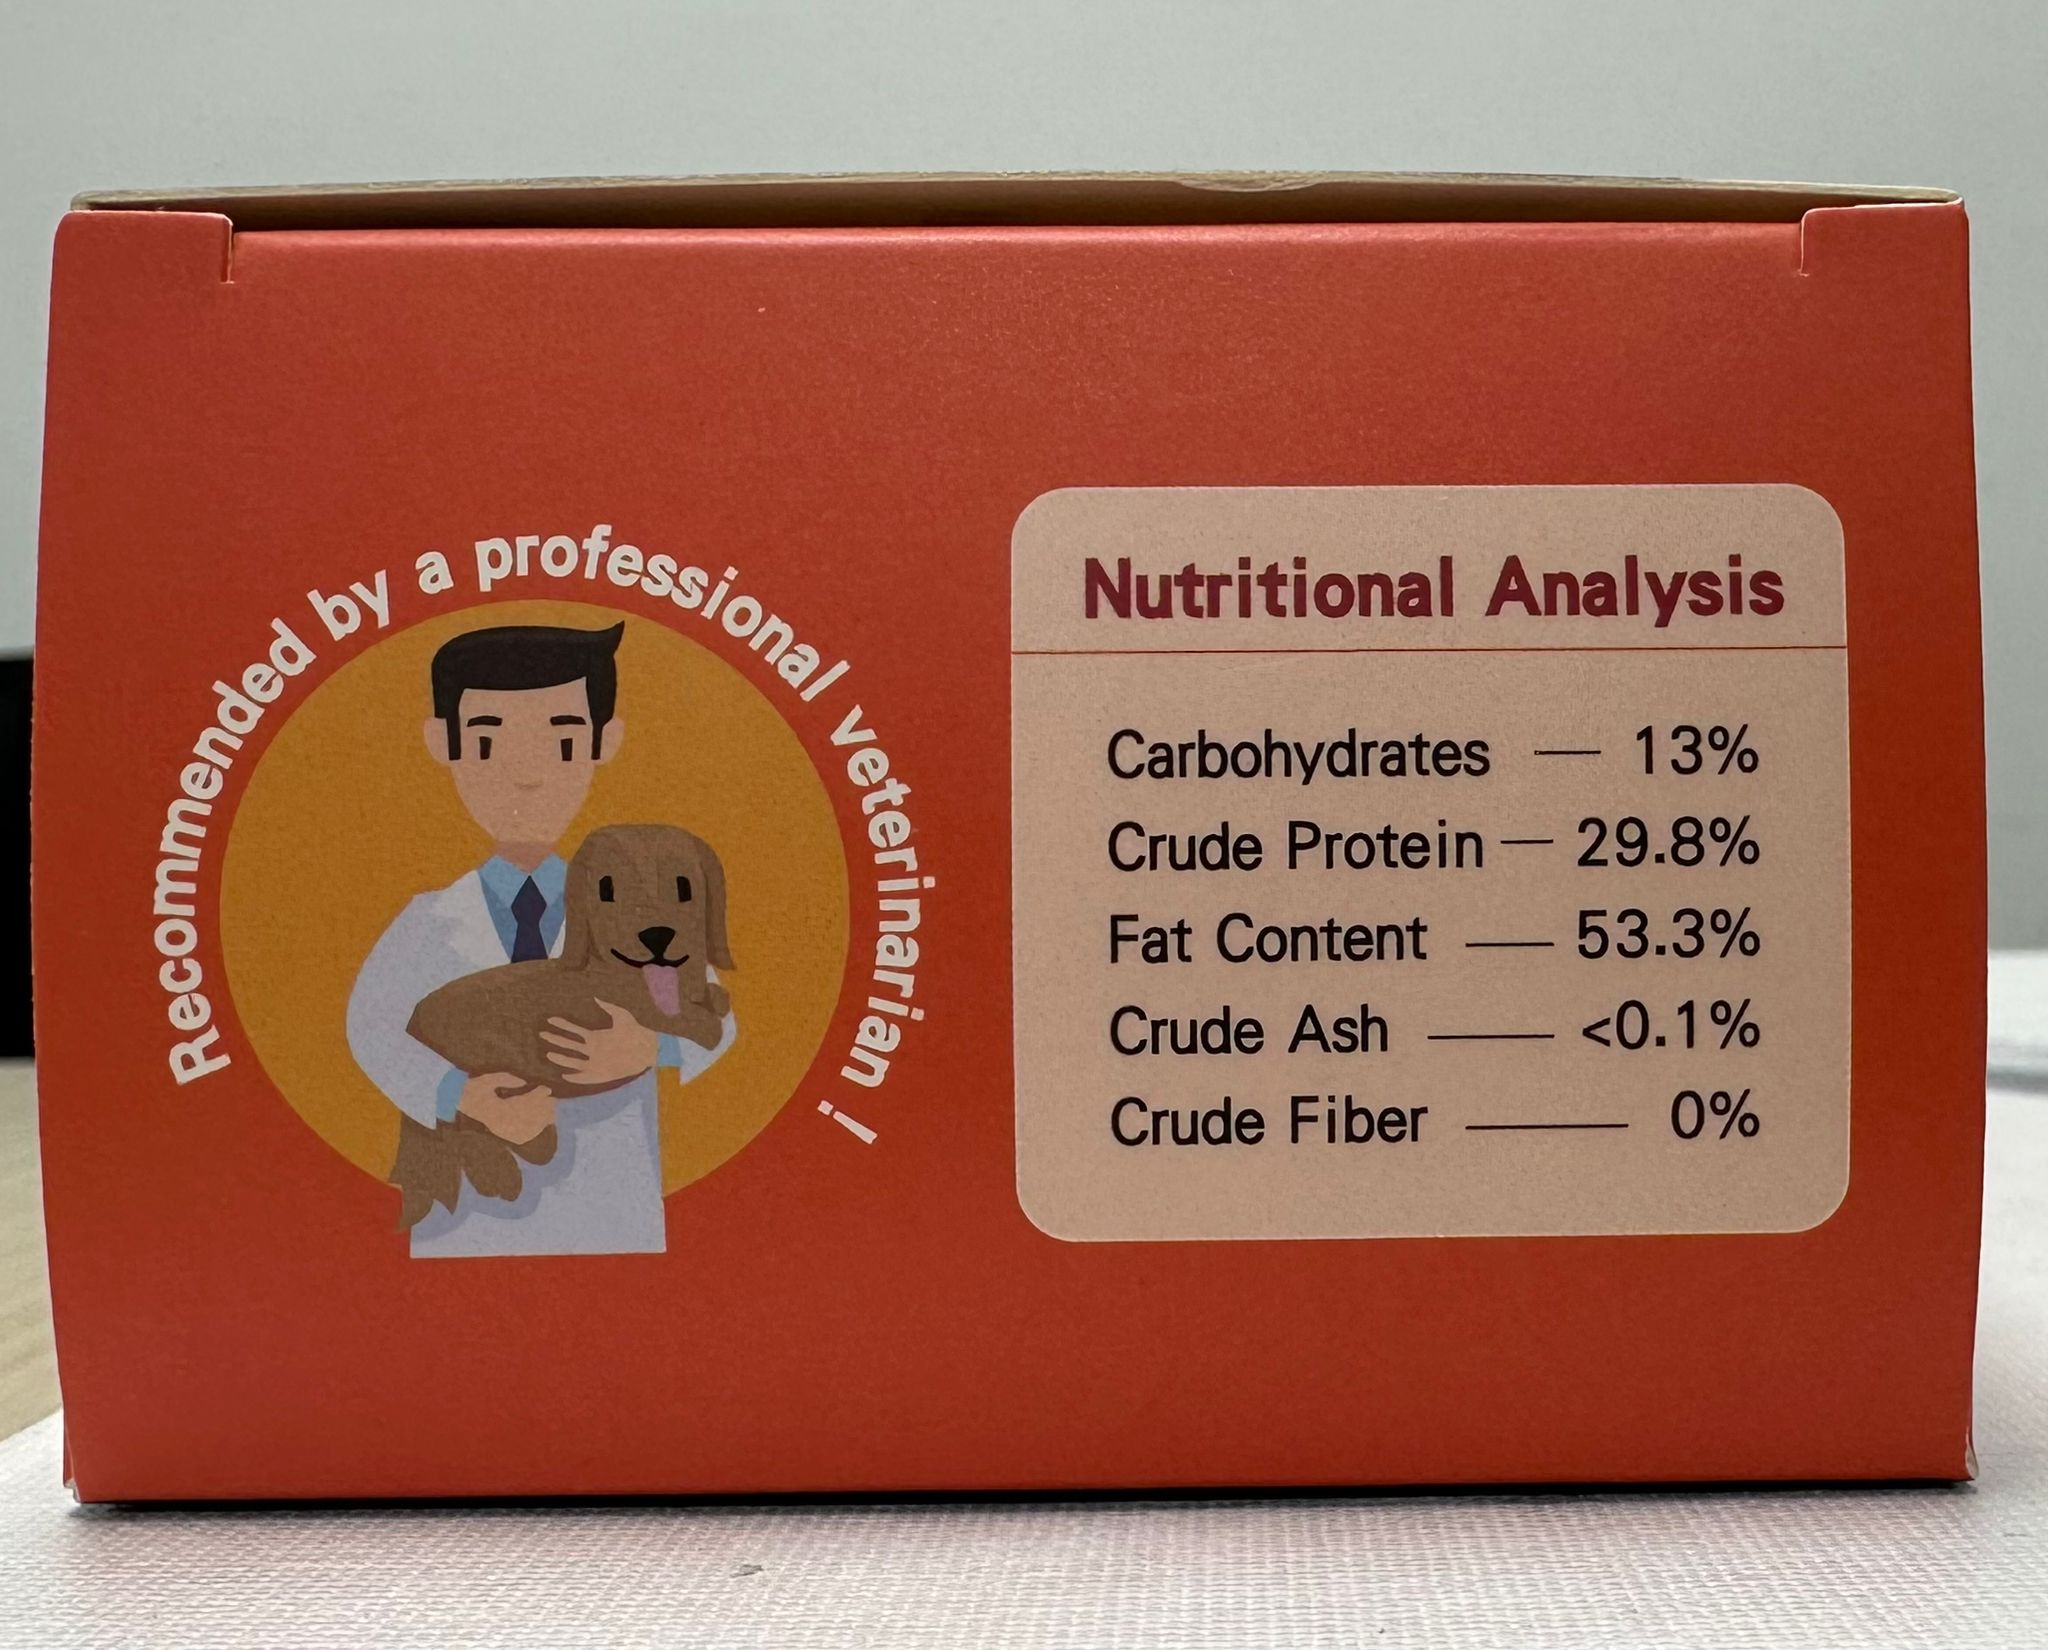 Recommended by a professional veterinarian !
Nutritional Analysis
Carbohydrates — 13%
Crude Protein — 29.8%
Fat Content — 53.3%
Crude Ash — <0.1%
Crude Fiber — 0%